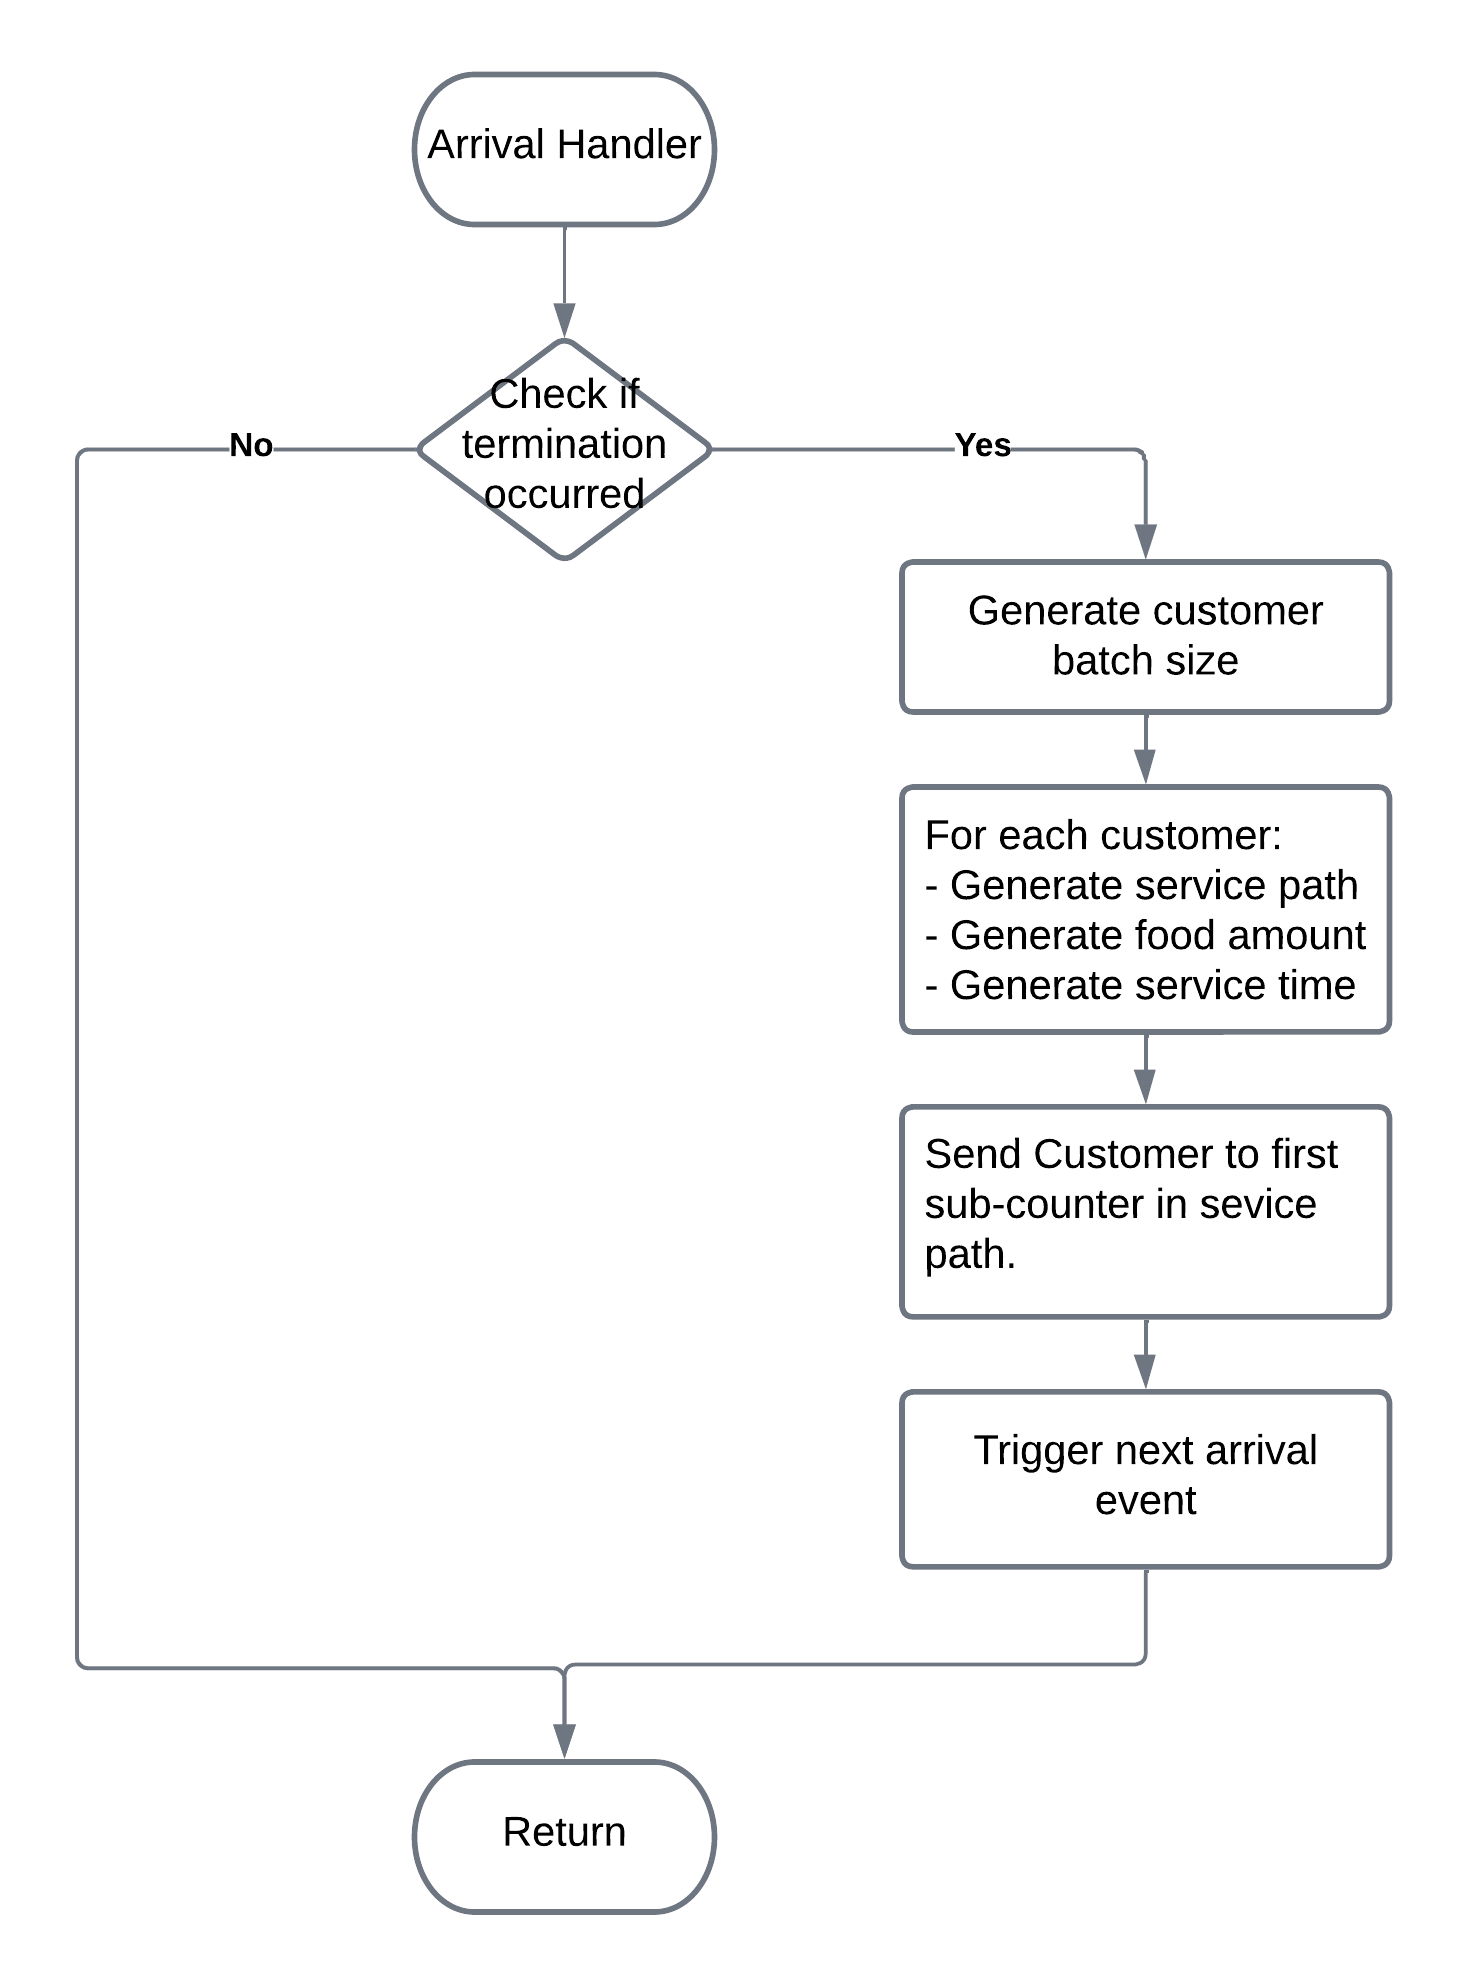 Arrival Handler
Check if
termination
occurred
No
Yes
Generate customer
batch size
For each customer:
- Generate service path
- Generate food amount
- Generate service time
Send Customer to first
sub-counter in sevice
path.
Trigger next arrival
event
Return